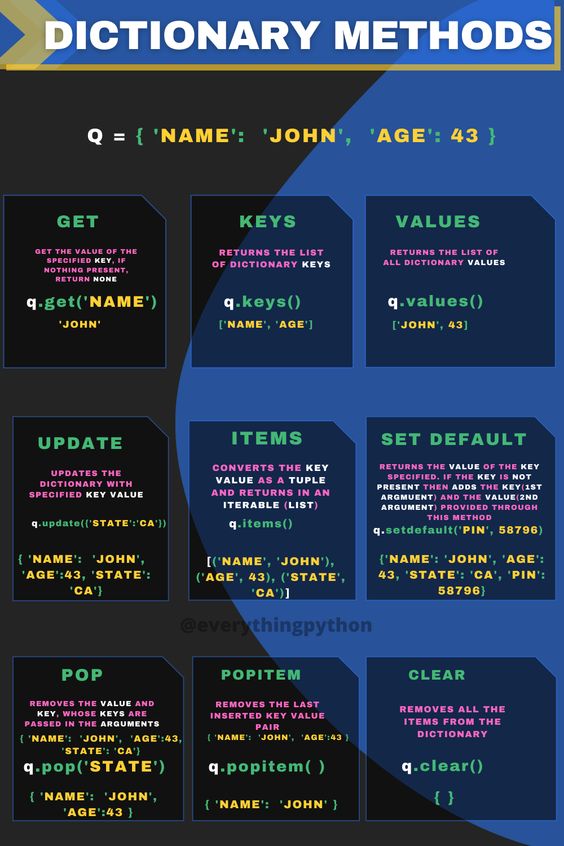 DICTIONARY METHODS
Q = { 'NAME': 'JOHN', 'AGE': 43 }
GET
GET THE VALUE OF THE
SPECIFIED KEY, IF
NOTHING PRESENT,
RETURN NONE
q.get('NAME')
'JOHN'
KEYS
RETURNS THE LIST
OF DICTIONARY KEYS
q.keys()
['NAME', 'AGE']
VALUES
RETURNS THE LIST OF
ALL DICTIONARY VALUES
q.values()
['JOHN', 43]
UPDATE
UPDATES THE
DICTIONARY WITH
SPECIFIED KEY VALUE
q.update({'STATE':'CA'})
{ 'NAME': 'JOHN',
'AGE':43, 'STATE':
'CA'}
ITEMS
CONVERTS THE KEY
VALUE AS A TUPLE
AND RETURNS IN AN
ITERABLE (LIST)
q.items()
[('NAME', 'JOHN'),
('AGE', 43), ('STATE',
'CA')]
SET DEFAULT
RETURNS THE VALUE OF THE KEY
SPECIFIED. IF THE KEY IS NOT
PRESENT THEN ADDS THE KEY(1ST
ARGMUENT) AND THE VALUE(2ND
ARGUMENT) PROVIDED THROUGH
THIS METHOD
q.setdefault('PIN', 58796)
{'NAME': 'JOHN', 'AGE':
43, 'STATE': 'CA', 'PIN':
58796}
@everythingpython
POP
REMOVES THE VALUE AND
KEY, WHOSE KEYS ARE
PASSED IN THE ARGUMENTS
{ 'NAME': 'JOHN', 'AGE':43,
'STATE': 'CA'}
q.pop('STATE')
{ 'NAME': 'JOHN',
'AGE':43 }
POPITEM
REMOVES THE LAST
INSERTED KEY VALUE
PAIR
{ 'NAME': 'JOHN', 'AGE':43 }
q.popitem( )
{ 'NAME': 'JOHN' }
CLEAR
REMOVES ALL THE
ITEMS FROM THE
DICTIONARY
q.clear()
{ }